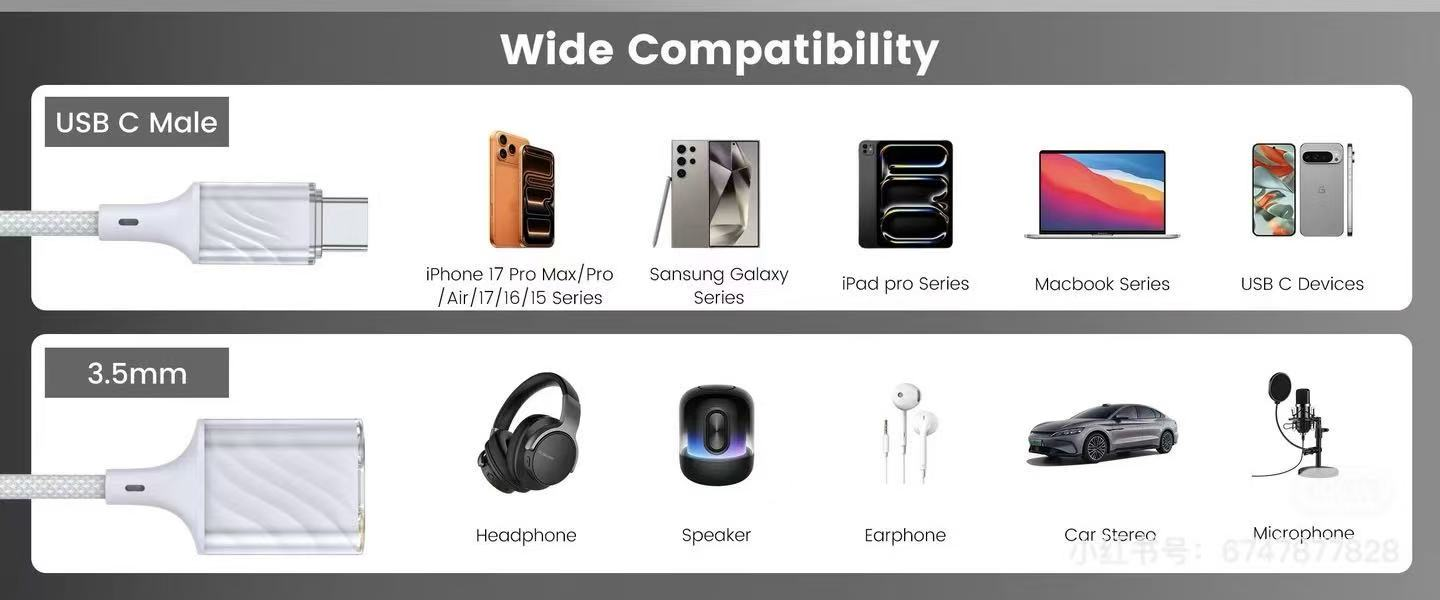 Wide Compatibility
USB C Male
iPhone 17 Pro Max/Pro
/Air/17/16/15 Series
Sansung Galaxy
Series
iPad pro Series
Macbook Series
USB C Devices
3.5mm
Headphone
Speaker
Earphone
Car Stereo
Microphone
小红书号：6747877828